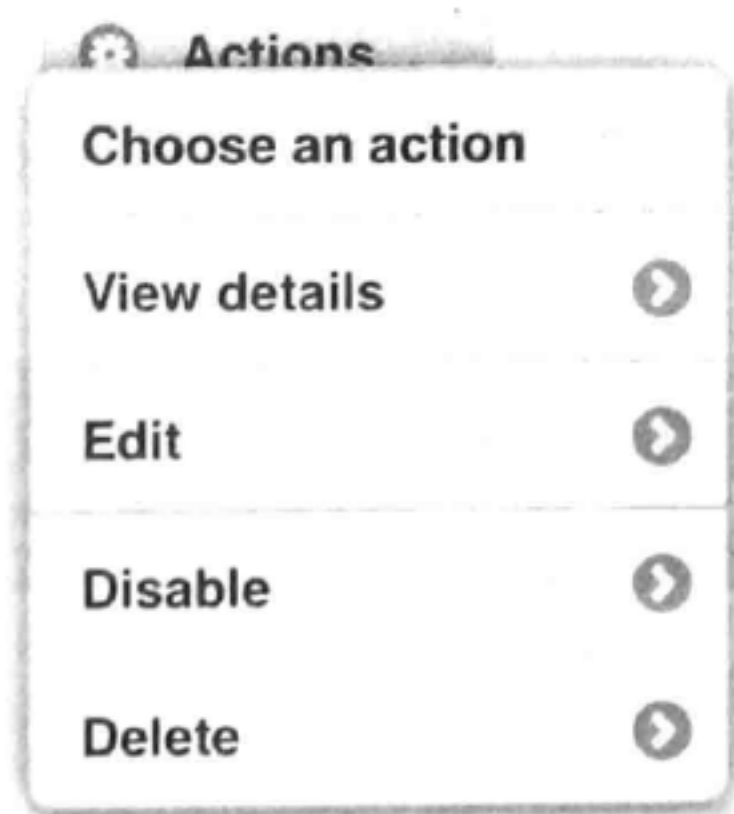 Actions
Choose an action
View details
Edit
Disable
Delete